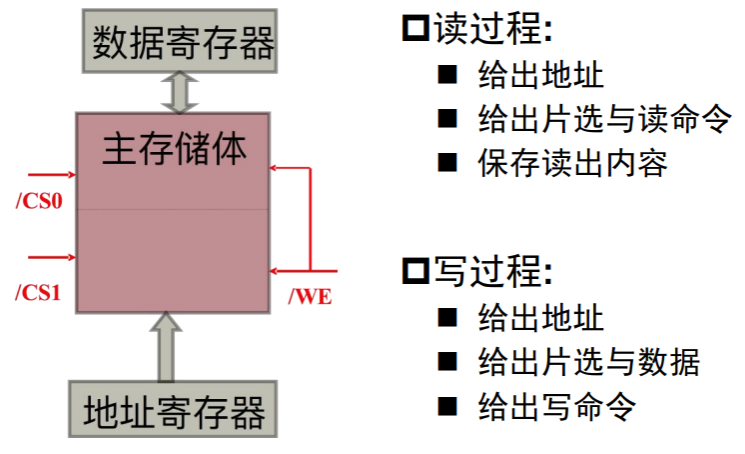 数据寄存器
主存储体
/CS0
/CS1
/WE
地址寄存器
读过程:
给出地址
给出片选与读命令
保存读出内容
写过程:
给出地址
给出片选与数据
给出写命令